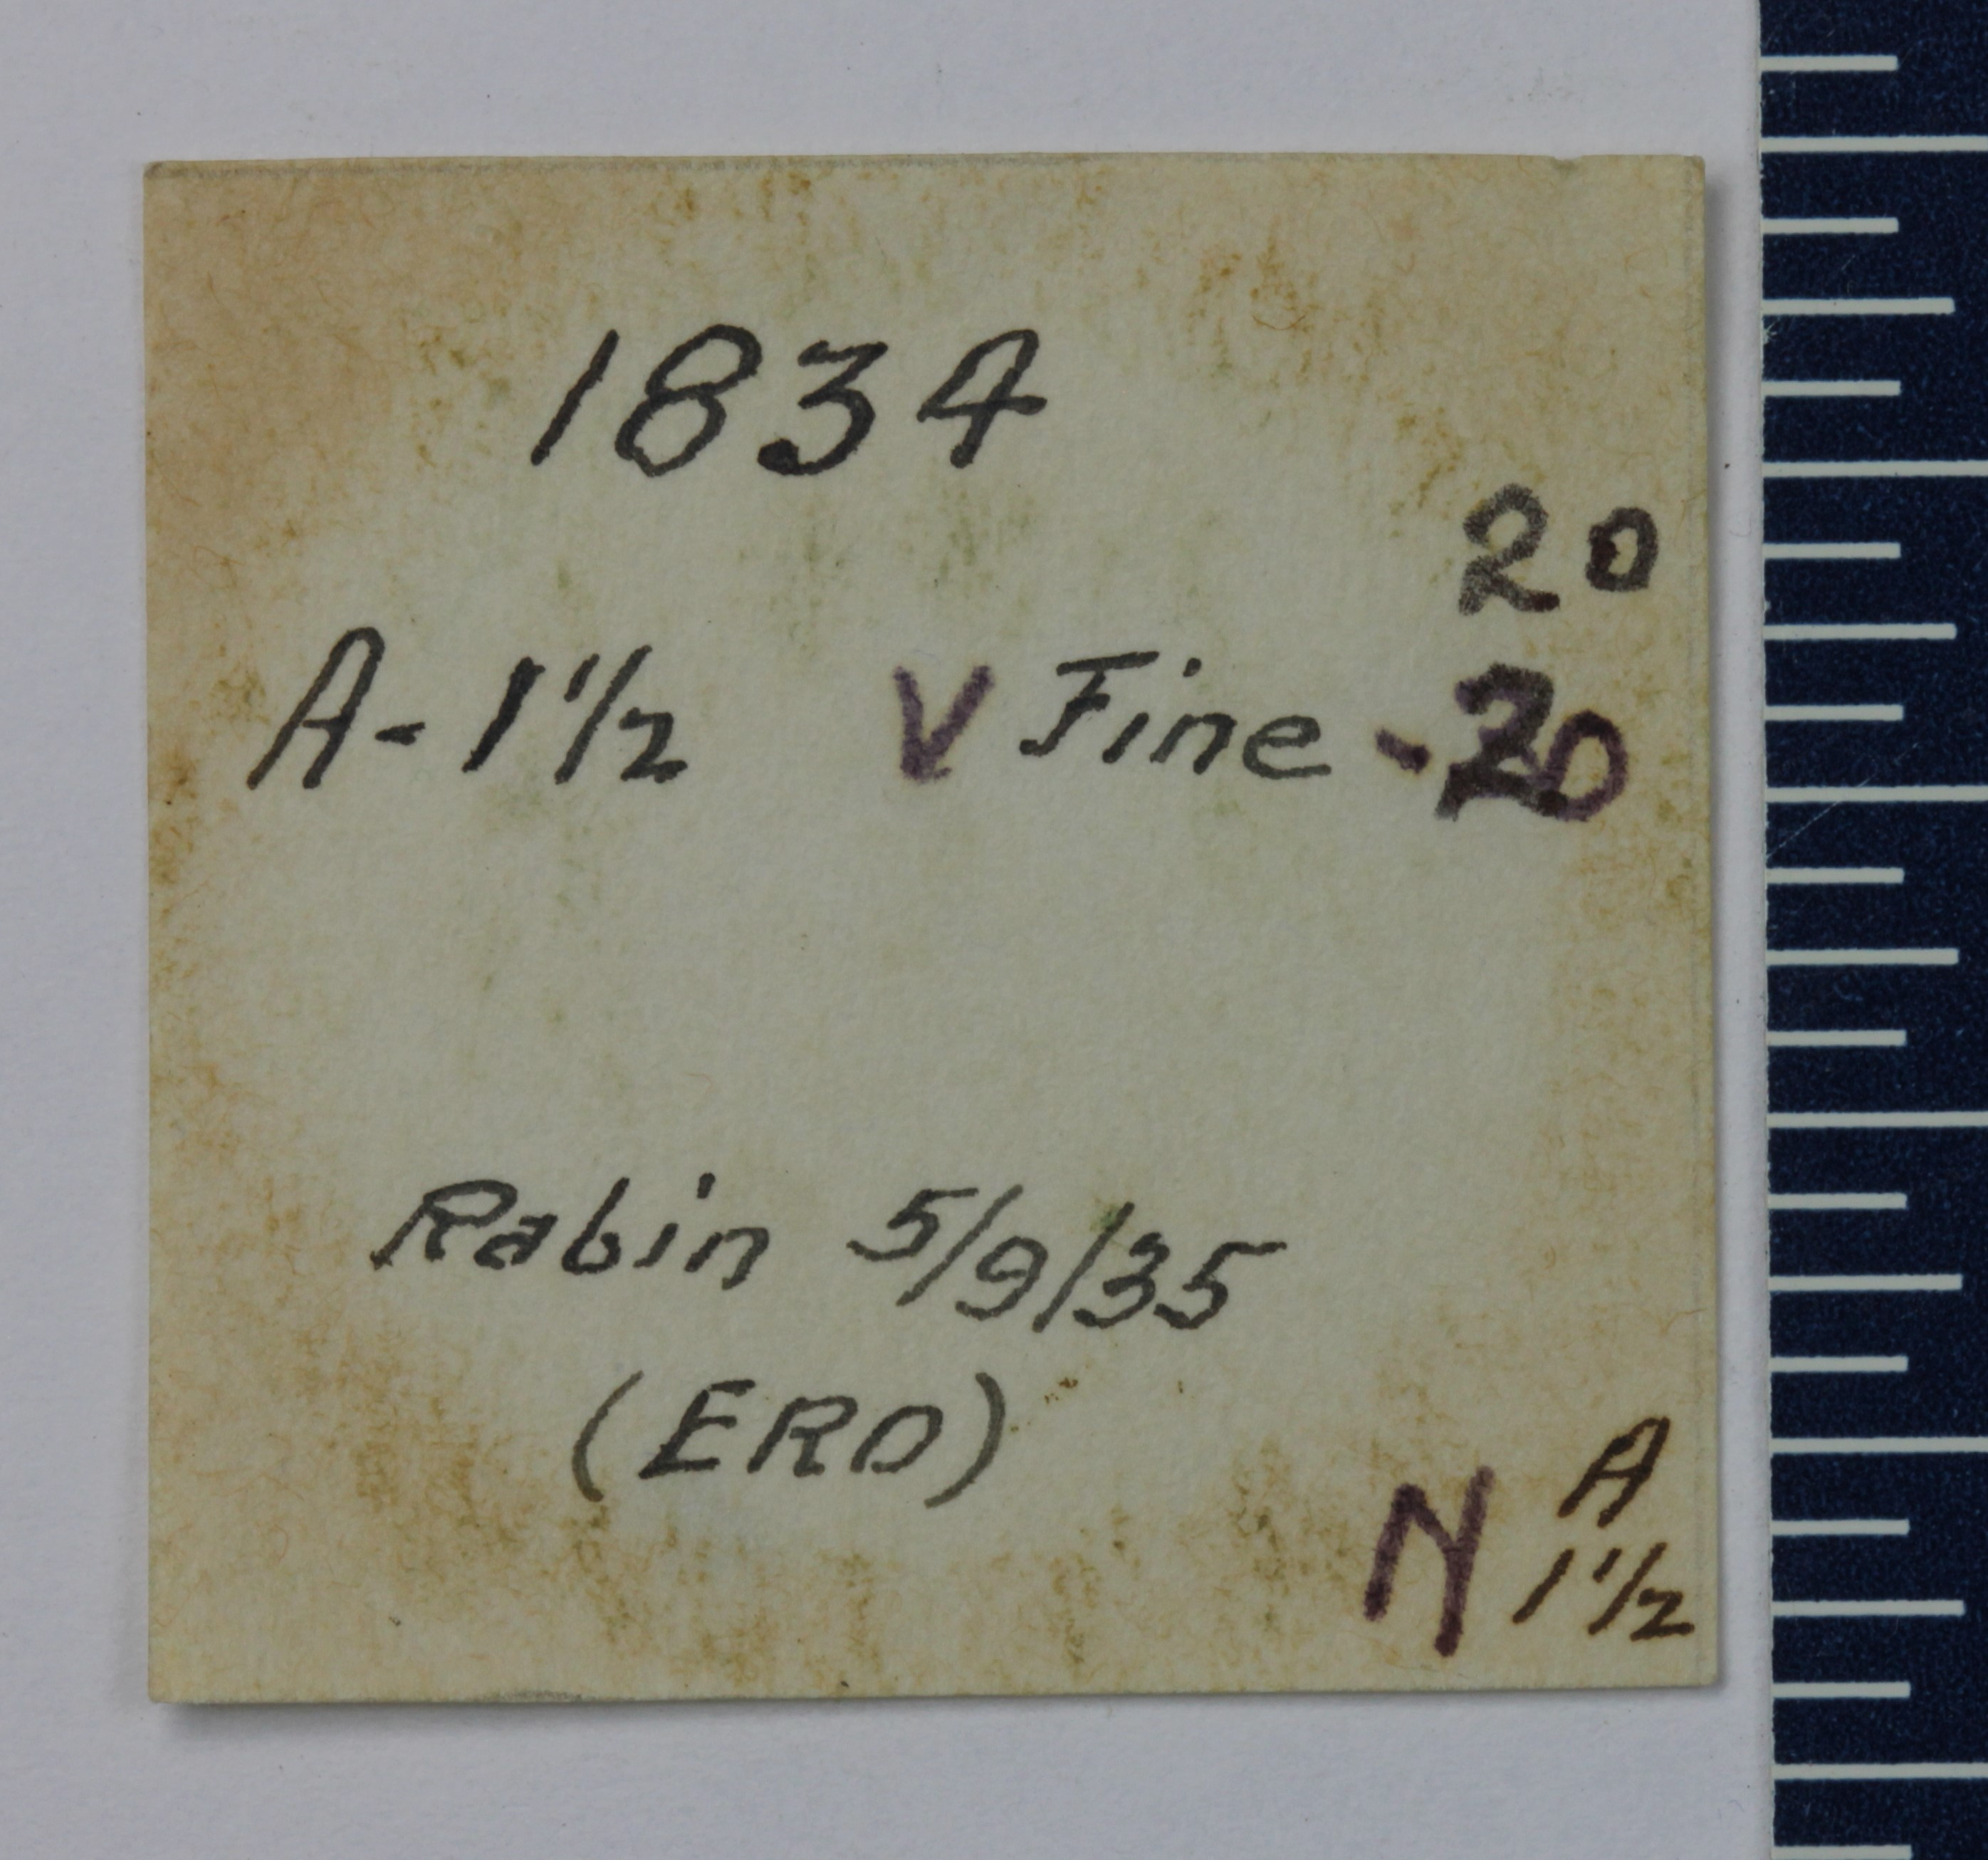 1834
20
A-1½ V Fine - 20
Rabin 5/9/35
(ERD)
N A
1½